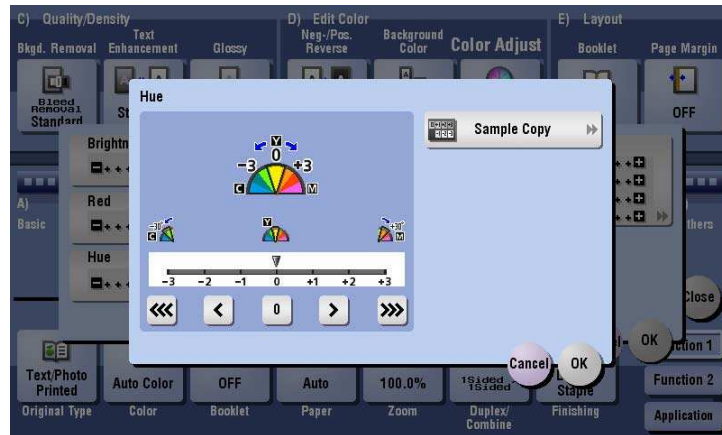 C) Quality/Density
D) Edit Color
E) Layout
Bkgd. Removal
Text Enhancement
Glossy
Neg-/Pos. Reverse
Background Color
Color Adjust
Booklet
Page Margin
Bleed Removal
Standard
OFF
Hue
Y
0
-3
+3
C
M
Sample Copy
Red
Hue
A)
Basic
C
Y
M
-3
-2
-1
0
+1
+2
+3
0
Close
Cancel
OK
OK
Text/Photo Printed
Auto Color
OFF
Auto
100.0%
1Sided
1Sided
Staple
Function 2
Original Type
Color
Booklet
Paper
Zoom
Duplex/ Combine
Finishing
Application